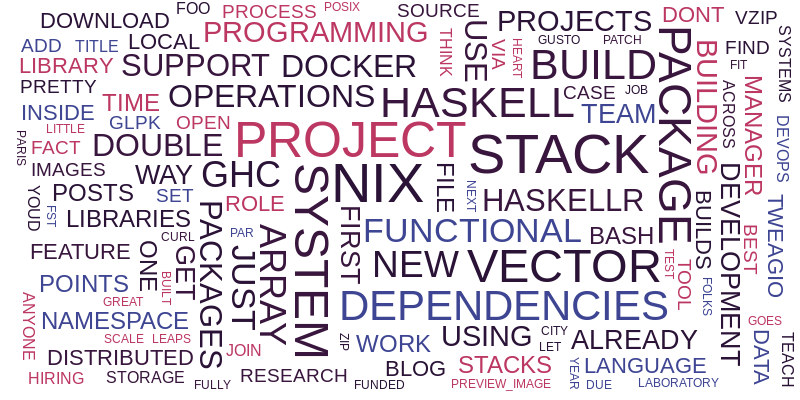 FOO
PROCESS
POSIX
SOURCE
DOWNLOAD
PROGRAMMING
PROJECTS
DONT
VZIP
ADD
TITLE
LOCAL
THINK
USE
VIA
HEART
GUSTO
PATCH
FIND
SYSTEMS
LIBRARY
SUPPORT
DOCKER
BUILD
PACKAGE
BUILDING
FIT
PRETTY
TIME
OPERATIONS
HASKELL
CASE
JOB
ACROSS
MANAGER
INSIDE
GLPK
OPEN
TEAM
DEVOPS
LITTLE
PARIS
FACT
DOUBLE
PROJECT
STACK
IMAGES
WAY
GHC
SYSTEM
NIX
FILE
NEXT
HASKELLR
BUILDS
DEVELOPMENT
YOUD
POSTS
SET
ROLE
TWEAGIO
FST
LIBRARIES
PACKAGES
FIRST
FUNCTIONAL
BASH
BEST
CURL
PAR
FEATURE
ONE
GET
JUST
ARRAY
NEW
VECTOR
TEST
TOOL
FOLKS
BUILT
POINTS
GREAT
DEPENDENCIES
ANYONE
NAMESPACE
GOES
SCALE
LEAPS
ZIP
WORK
USING
CITY
LET
ALREADY
DATA
TEACH
DISTRIBUTED
JOIN
BLOG
STACKS
YEAR
LANGUAGE
HIRING
STORAGE
FULLY
RESEARCH
FUNDED
PREVIEW_IMAGE
DUE
LABORATORY